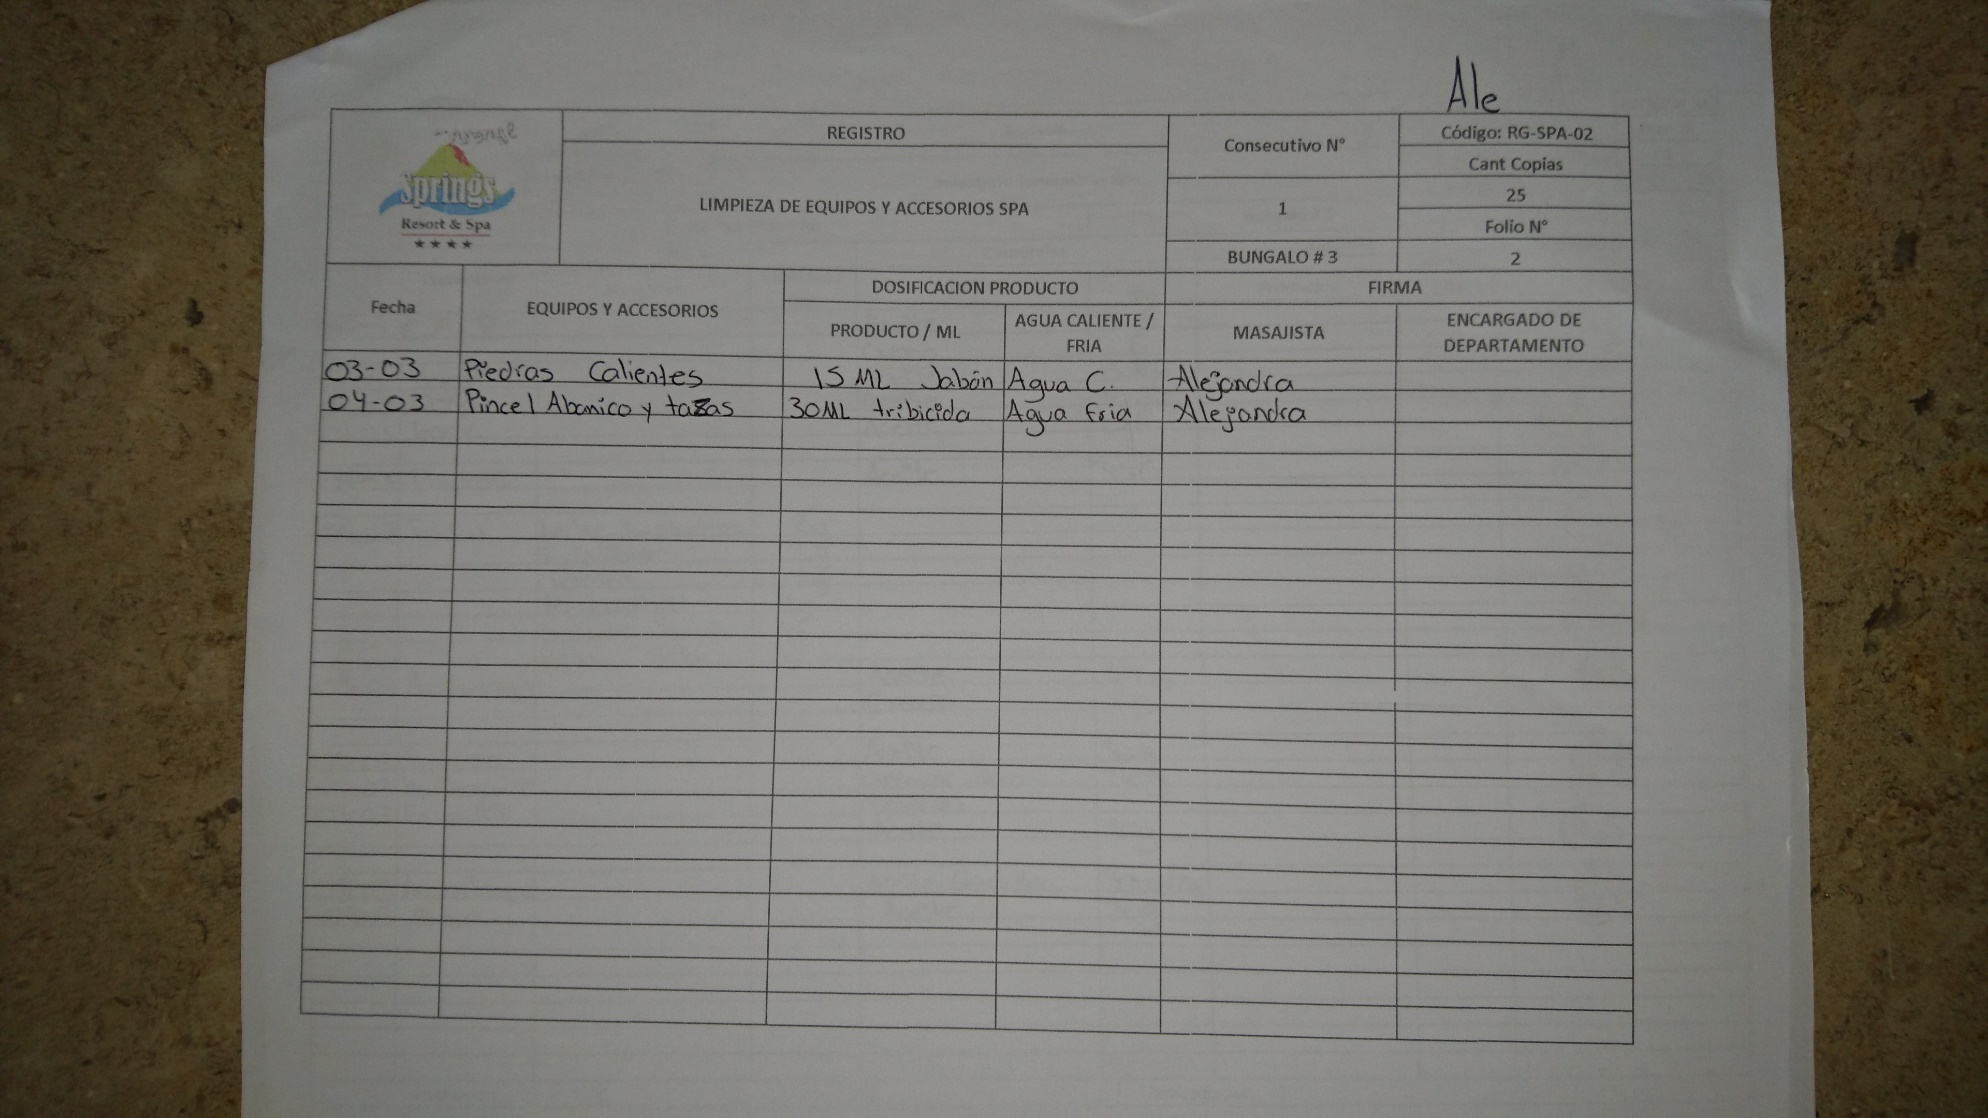 Ale
REGISTRO
Consecutivo N°
Código: RG-SPA-02
Cant Copias
Springs
Resort & Spa
LIMPIEZA DE EQUIPOS Y ACCESORIOS SPA
1
25
Folio N°
BUNGALO # 3
2
Fecha
EQUIPOS Y ACCESORIOS
DOSIFICACION PRODUCTO
FIRMA
PRODUCTO / ML
AGUA CALIENTE /
FRIA
MASAJISTA
ENCARGADO DE
DEPARTAMENTO
03-03 Piedras Calientes 15 ML Jabón Agua C. Alejandra
04-03 Pincel Abanico y tazas 30ML tribicida Agua Fria Alejandra